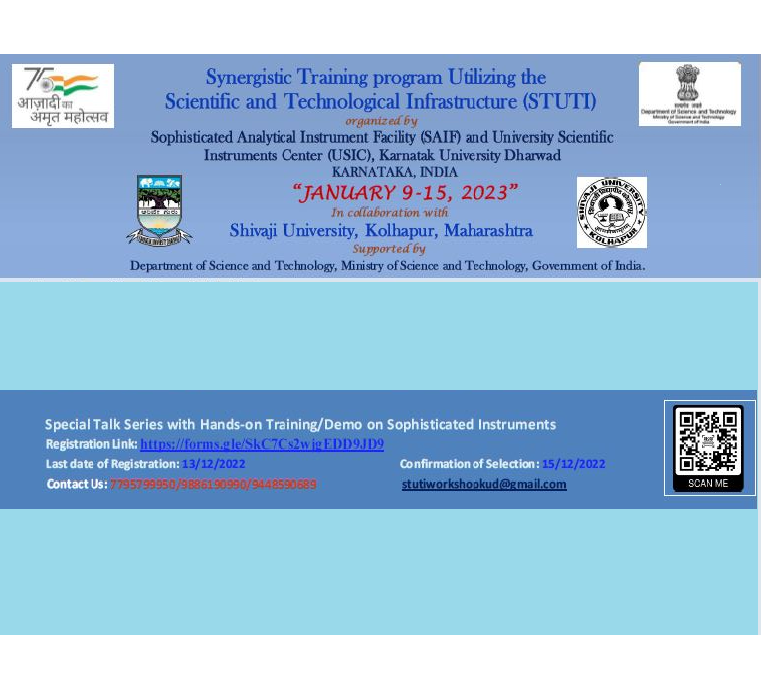 75
आज़ादी का
अमृत महोत्सव
Synergistic Training program Utilizing the
Scientific and Technological Infrastructure (STUTI)
organized by
Sophisticated Analytical Instrument Facility (SAIF) and University Scientific
Instruments Center (USIC), Karnatak University Dharwad
KARNATAKA, INDIA
“JANUARY 9-15, 2023”
In collaboration with
Shivaji University, Kolhapur, Maharashtra
Supported by
Department of Science and Technology, Ministry of Science and Technology, Government of India.
सत्यमेव जयते
Department of Science and Technology
Ministry of Science and Technology
Government of India
SHIVAJI UNIVERSITY
KOLHAPUR
Special Talk Series with Hands-on Training/Demo on Sophisticated Instruments
Registration Link: https://forms.gle/SkC7Cs2wjgEDD9JD9
Last date of Registration: 13/12/2022 Confirmation of Selection: 15/12/2022
Contact Us: 7795799950/9886190990/9448590689 stutiworkshookud@gmail.com
SCAN ME